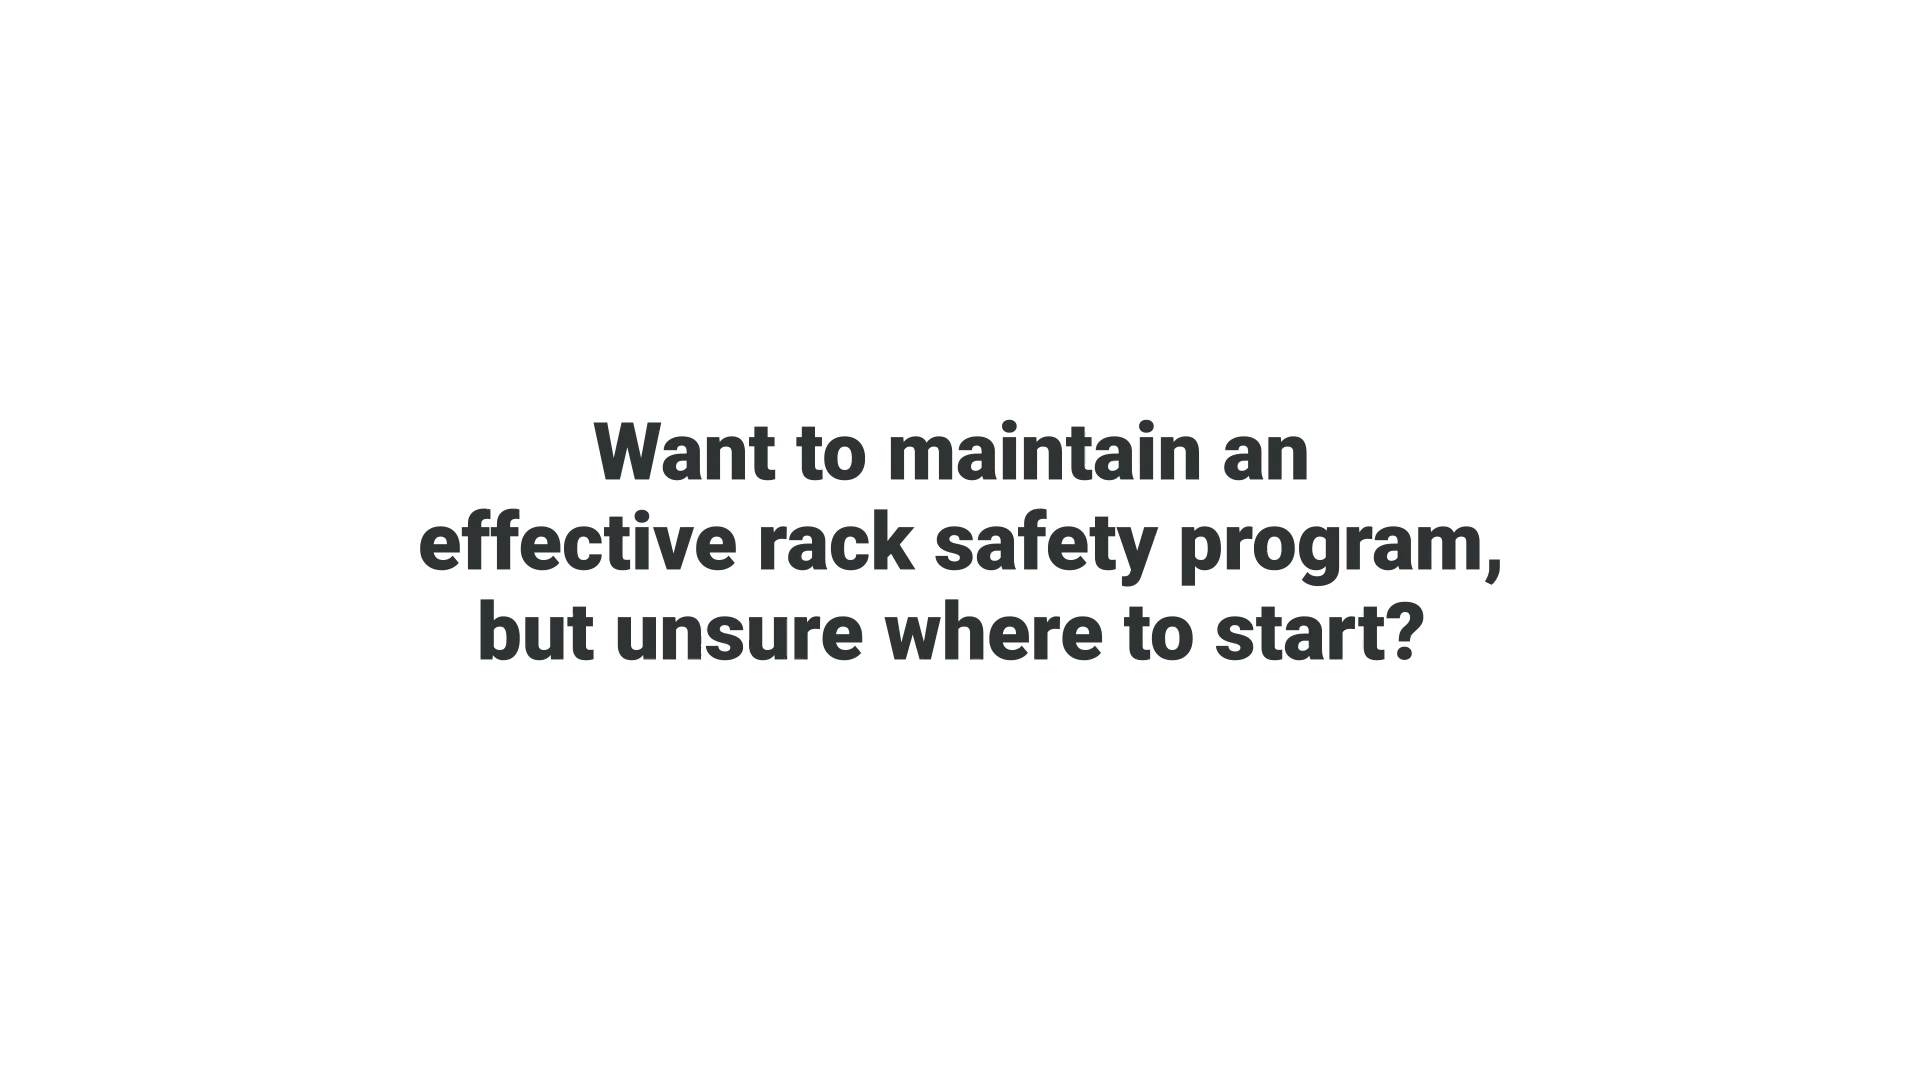 Want to maintain an
effective rack safety program,
but unsure where to start?